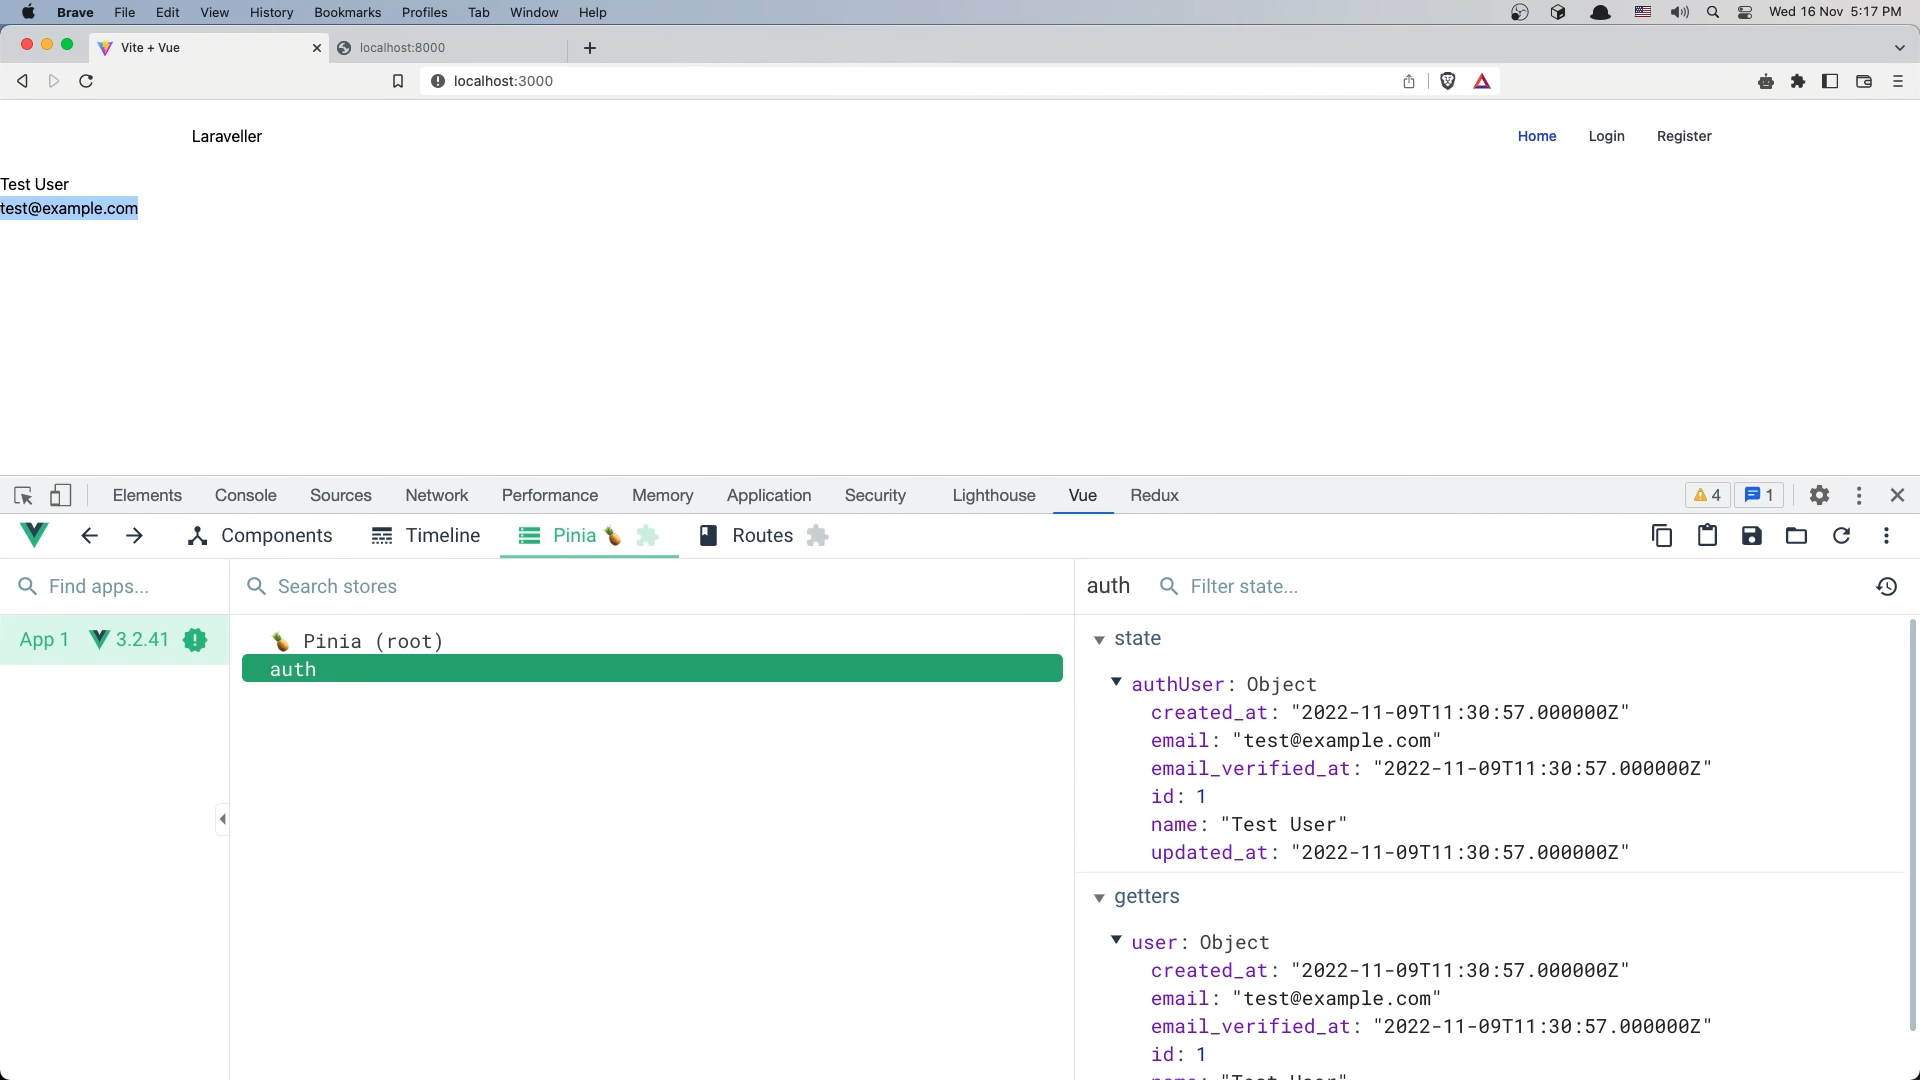 Brave File Edit View History Bookmarks Profiles Tab Window Help Wed 16 Nov 5:17 PM
Vite + Vue localhost:8000
localhost:3000
Laraveller Home Login Register
Test User
test@example.com
Elements Console Sources Network Performance Memory Application Security Lighthouse Vue Redux 4 1
Components Timeline Pinia 🍍 Routes
Find apps... Search stores auth Filter state...
App 1 3.2.41
🍍 Pinia (root)
auth
state
authUser: Object
created_at: "2022-11-09T11:30:57.000000Z"
email: "test@example.com"
email_verified_at: "2022-11-09T11:30:57.000000Z"
id: 1
name: "Test User"
updated_at: "2022-11-09T11:30:57.000000Z"
getters
user: Object
created_at: "2022-11-09T11:30:57.000000Z"
email: "test@example.com"
email_verified_at: "2022-11-09T11:30:57.000000Z"
id: 1
name: "Test User"